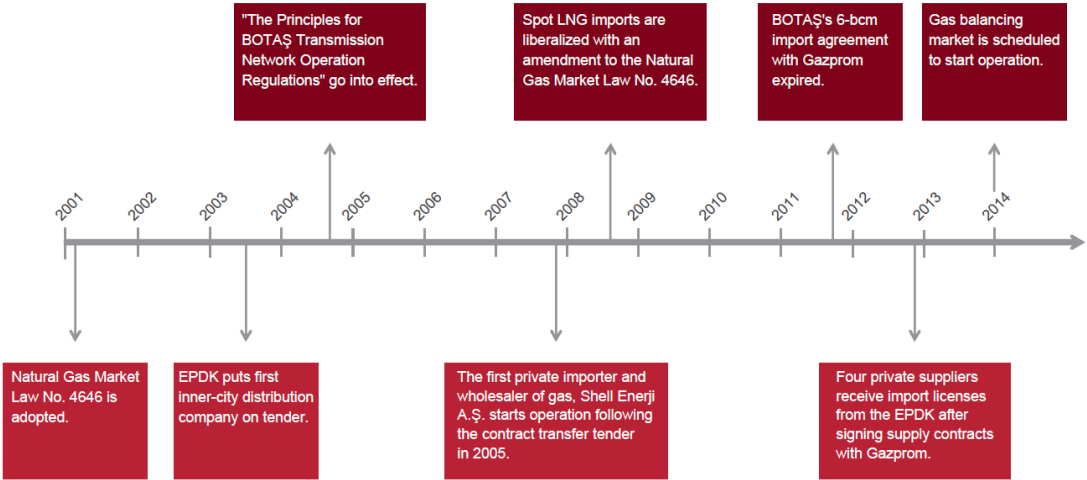 "The Principles for
BOTAŞ Transmission
Network Operation
Regulations" go into effect.
Spot LNG imports are
liberalized with an
amendment to the Natural
Gas Market Law No. 4646.
BOTAŞ's 6-bcm
import agreement
with Gazprom
expired.
Gas balancing
market is scheduled
to start operation.
2001
2002
2003
2004
2005
2006
2007
2008
2009
2010
2011
2012
2013
2014
Natural Gas Market
Law No. 4646 is
adopted.
EPDK puts first
inner-city distribution
company on tender.
The first private importer and
wholesaler of gas, Shell Enerji
A.Ş. starts operation following
the contract transfer tender
in 2005.
Four private suppliers
receive import licenses
from the EPDK after
signing supply contracts
with Gazprom.